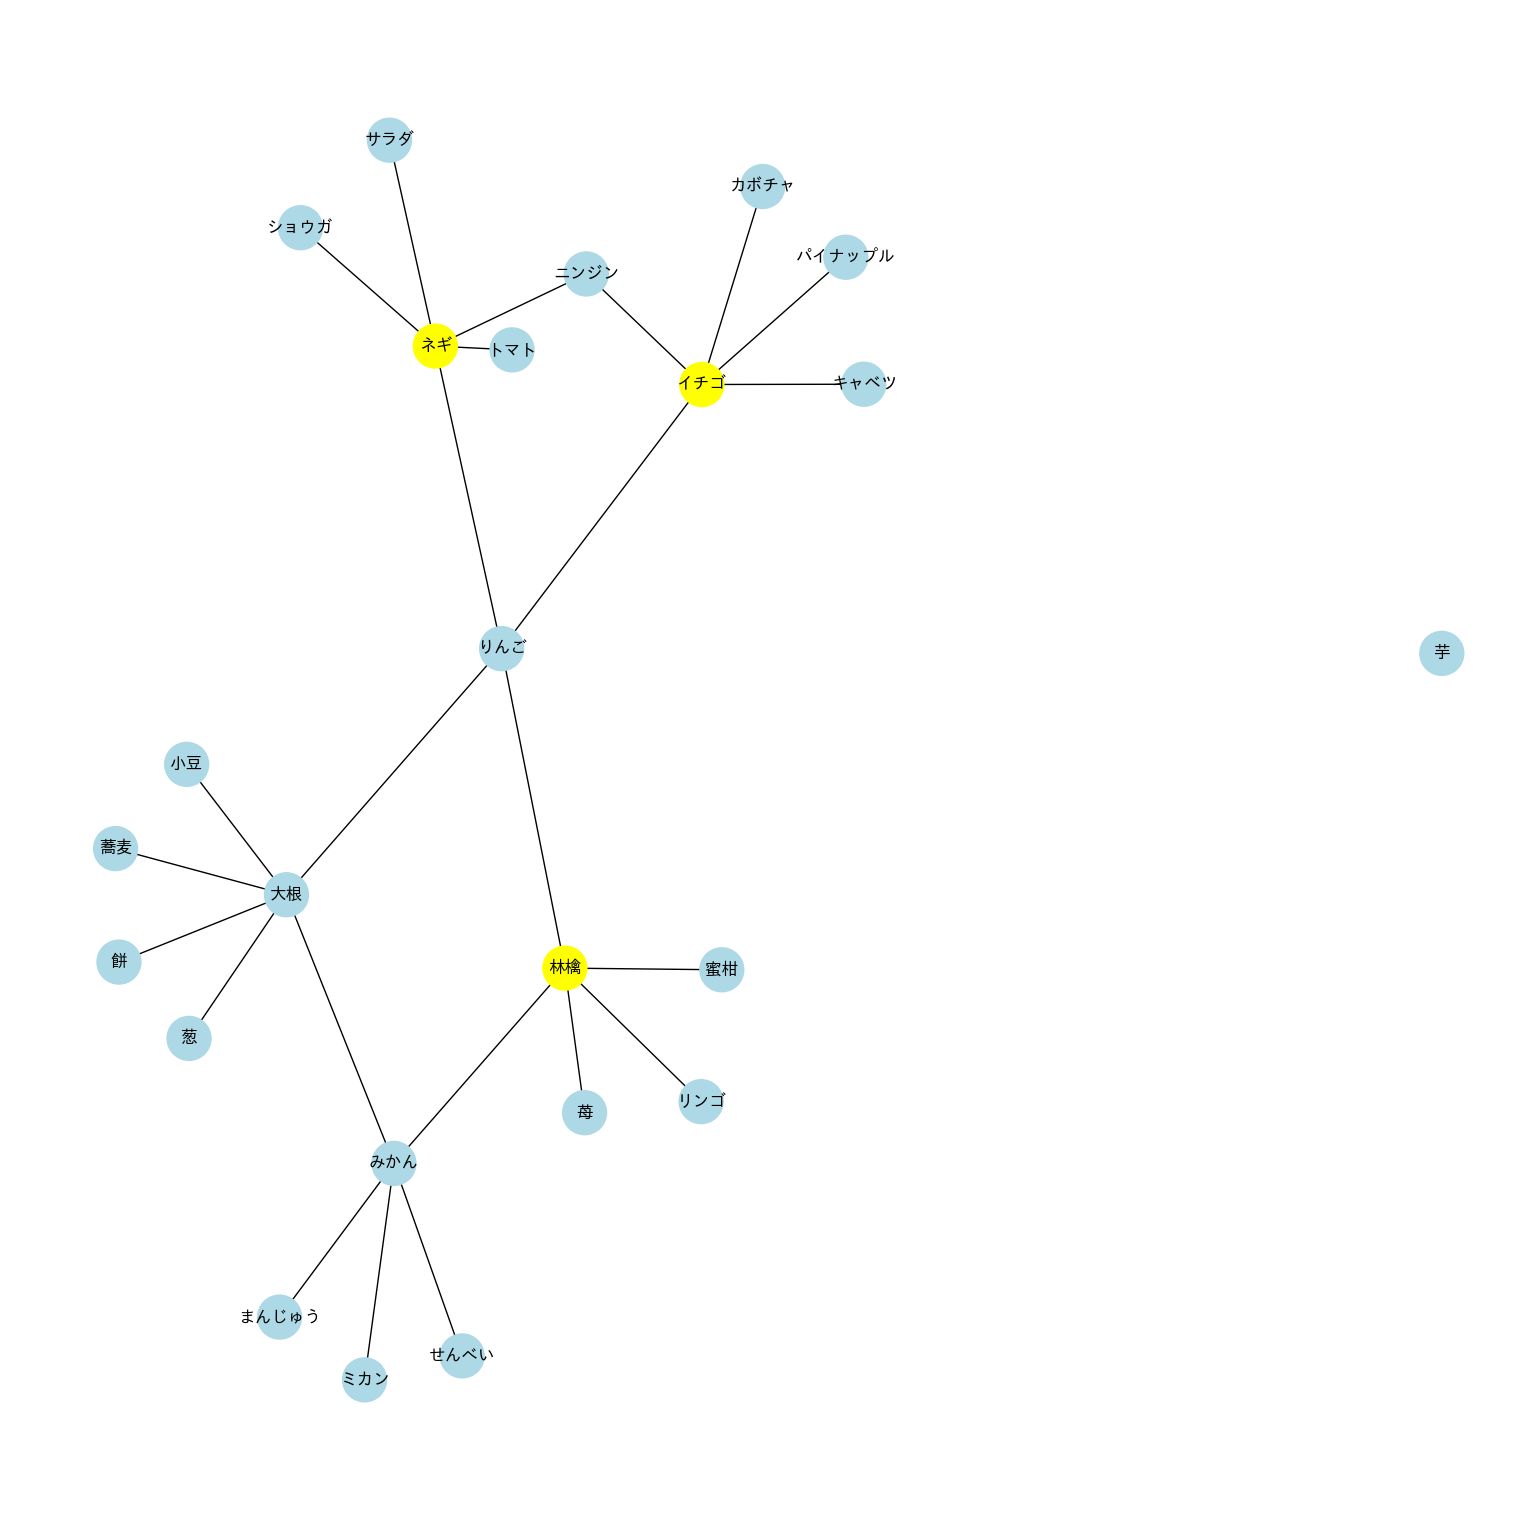 サラダ
カボチャ
ショウガ
パイナップル
ニンジン
ネギ
トマト
イチゴ
キャベツ
りんご
芋
小豆
蕎麦
大根
餅
林檎
蜜柑
葱
苺
リンゴ
みかん
まんじゅう
せんべい
ミカン